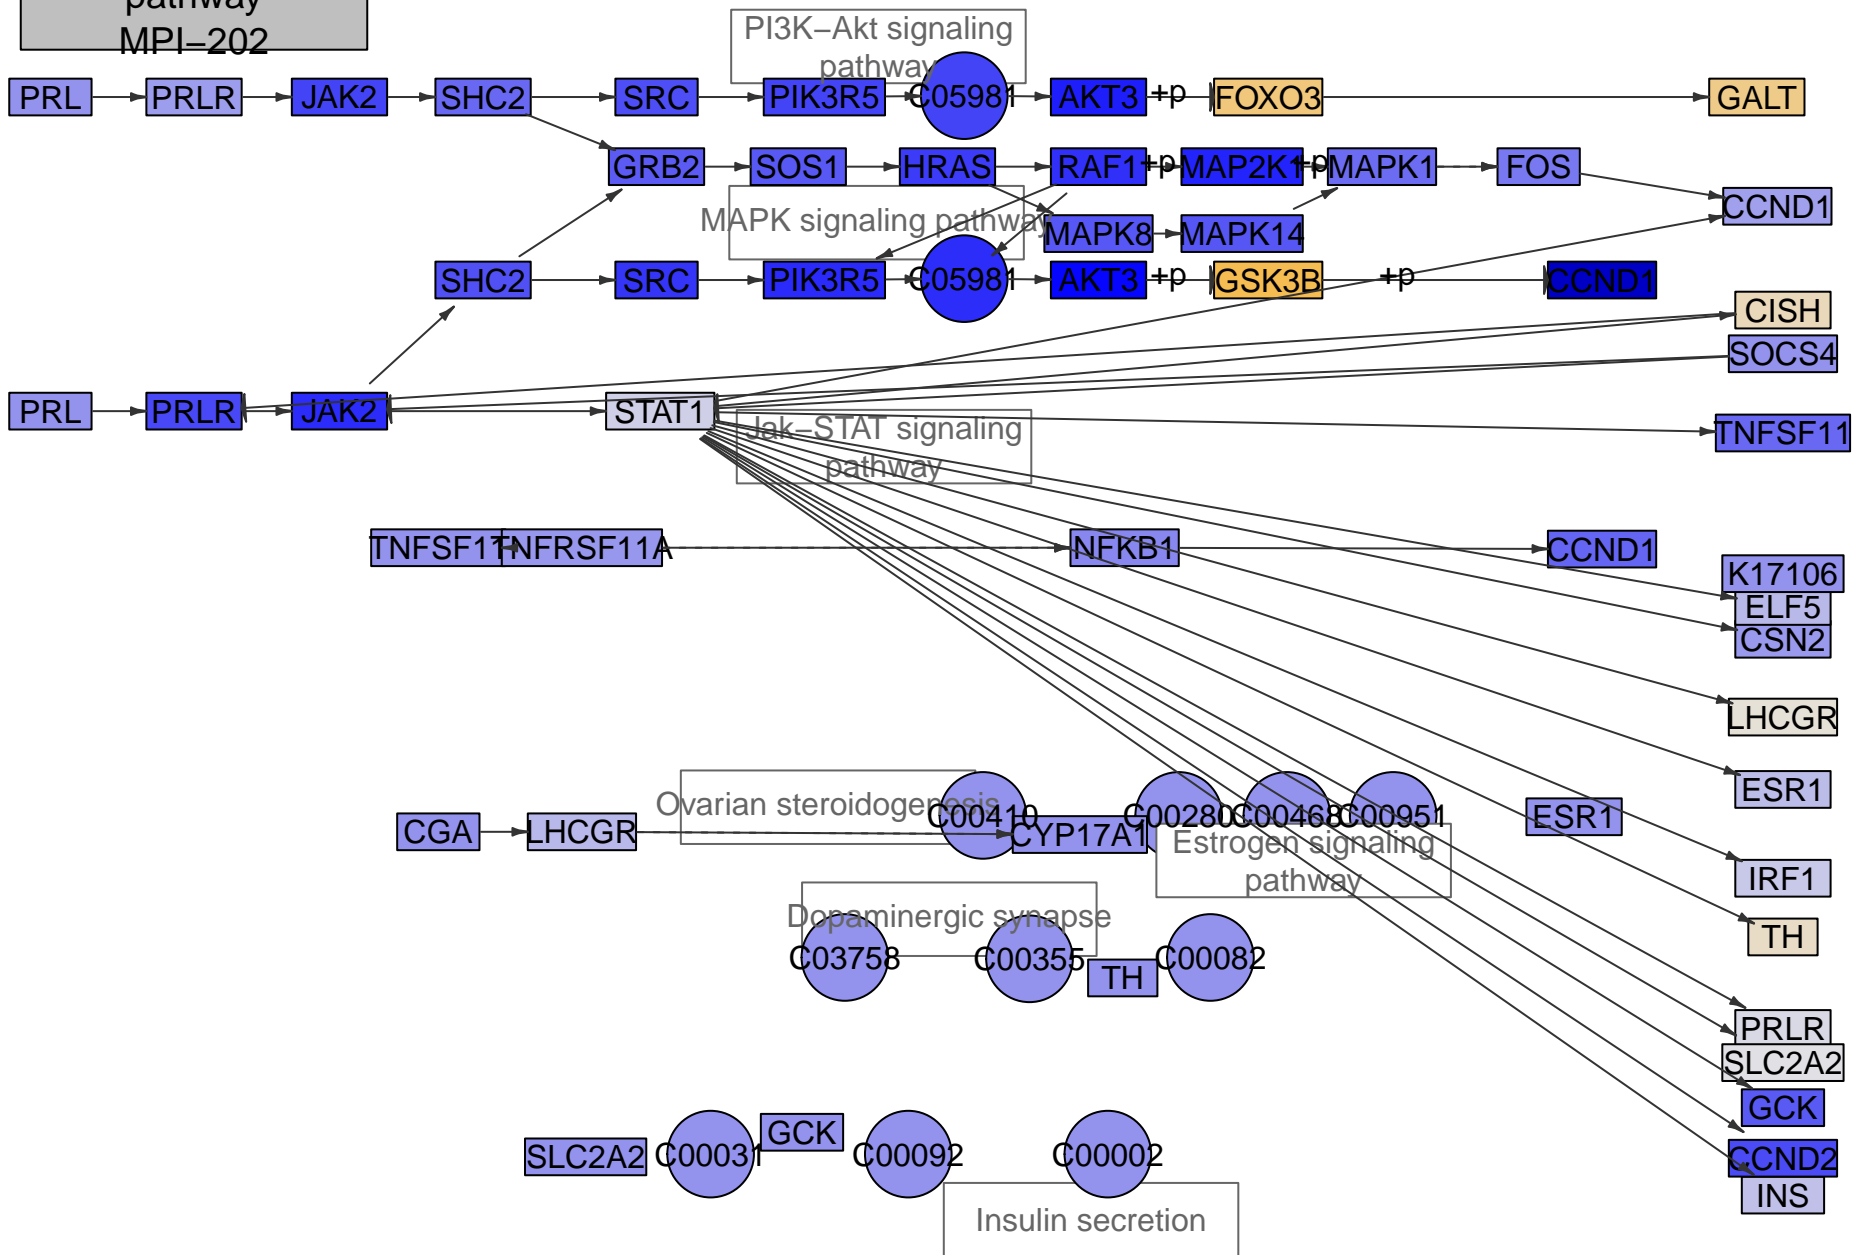 pathway
MPI−202
PI3K−Akt signaling
pathway
PRL
PRLR
JAK2
SHC2
SRC
PIK3R5
C05981
AKT3
+p
FOXO3
GALT
GRB2
SOS1
HRAS
RAF1
+p
MAP2K1
+p
MAPK1
FOS
CCND1
MAPK signaling pathway
MAPK8
MAPK14
SHC2
SRC
PIK3R5
C05981
AKT3
+p
GSK3B
+p
CCND1
CISH
SOCS4
PRL
PRLR
JAK2
STAT1
Jak−STAT signaling
pathway
TNFSF11
TNFSF11
TNFRSF11A
NFKB1
CCND1
K17106
ELF5
CSN2
LHCGR
ESR1
Ovarian steroidogenesis
C00410
C00280
C00468
C00951
ESR1
CGA
LHCGR
CYP17A1
Estrogen signaling
pathway
IRF1
Dopaminergic synapse
TH
C03758
C00355
TH
C00082
PRLR
SLC2A2
GCK
SLC2A2
C00031
GCK
C00092
C00002
CCND2
INS
Insulin secretion